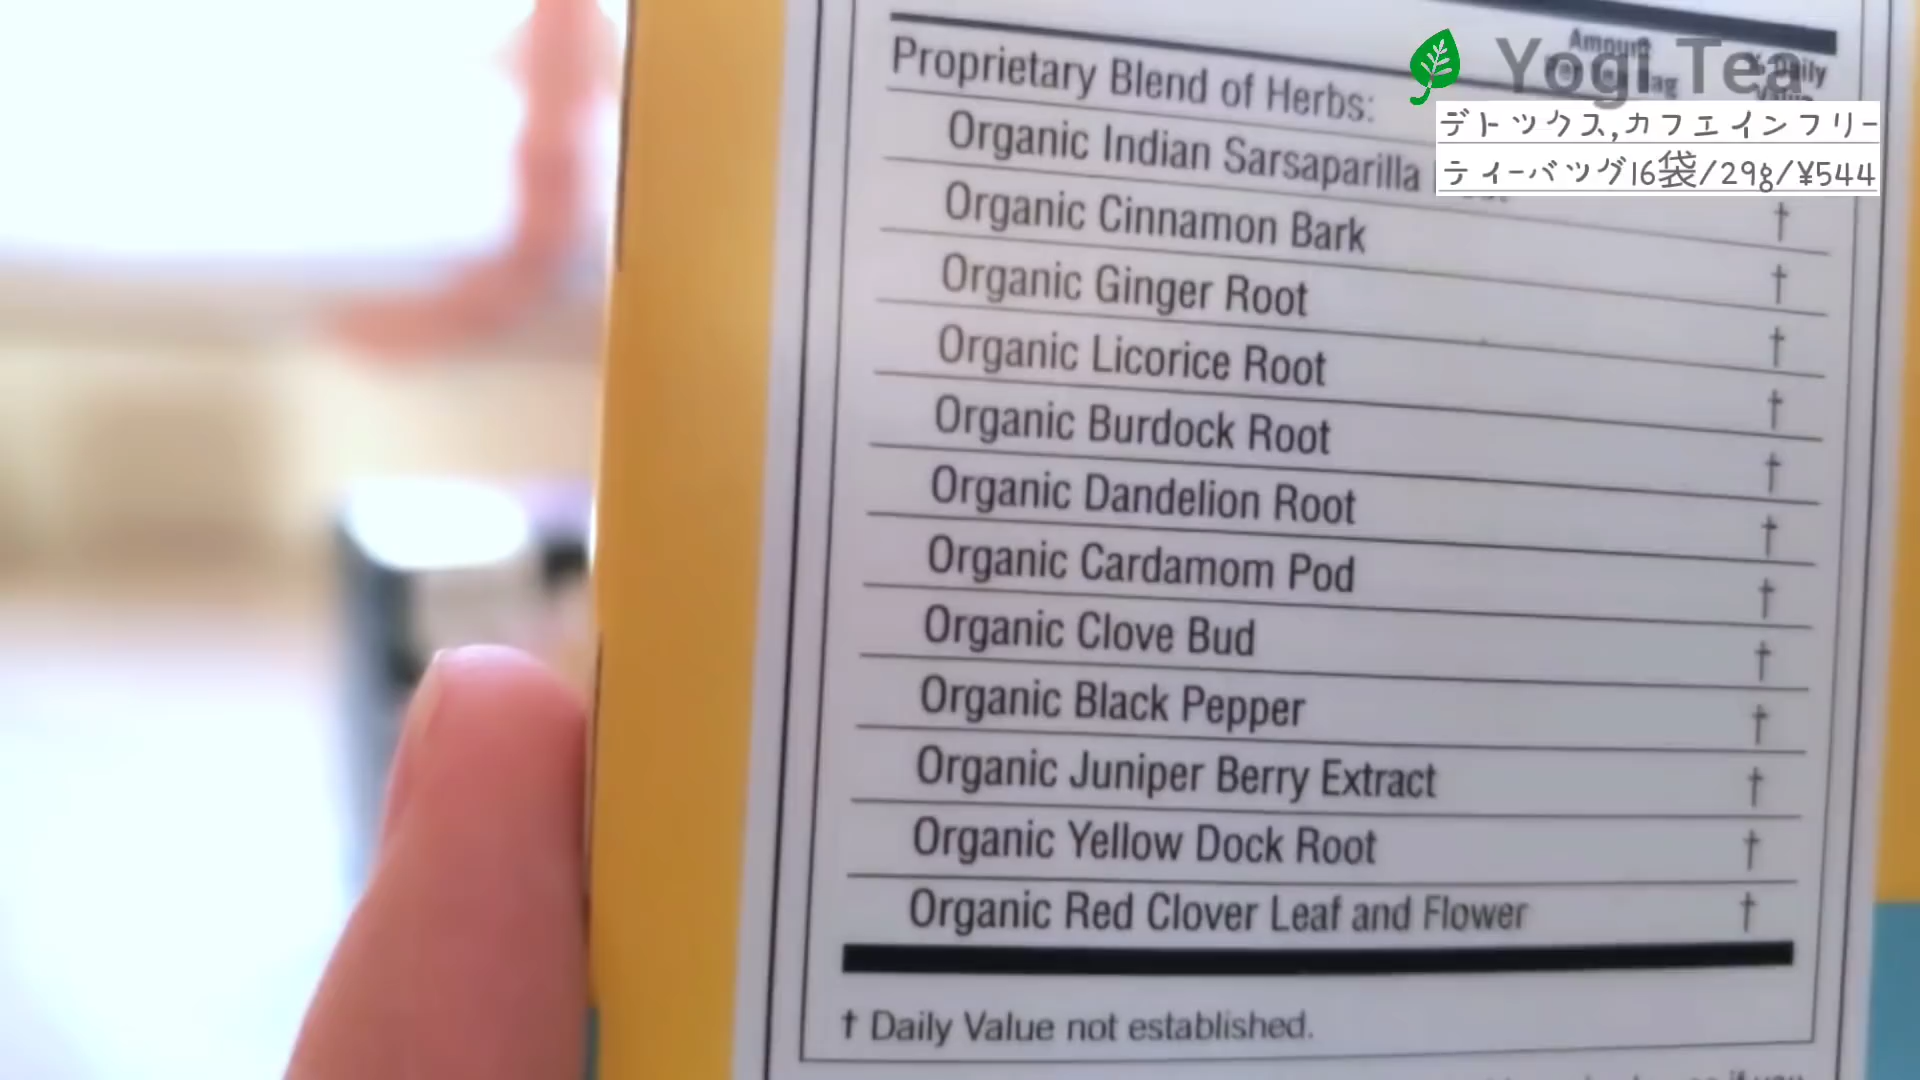 Yogi Tea
デトックス,カフェインフリー
ティーバッグ16袋/29g/¥544
Amount
% Daily
Proprietary Blend of Herbs:
Organic Indian Sarsaparilla
Organic Cinnamon Bark †
Organic Ginger Root †
Organic Licorice Root †
Organic Burdock Root †
Organic Dandelion Root †
Organic Cardamom Pod †
Organic Clove Bud †
Organic Black Pepper †
Organic Juniper Berry Extract †
Organic Yellow Dock Root †
Organic Red Clover Leaf and Flower †
† Daily Value not established.